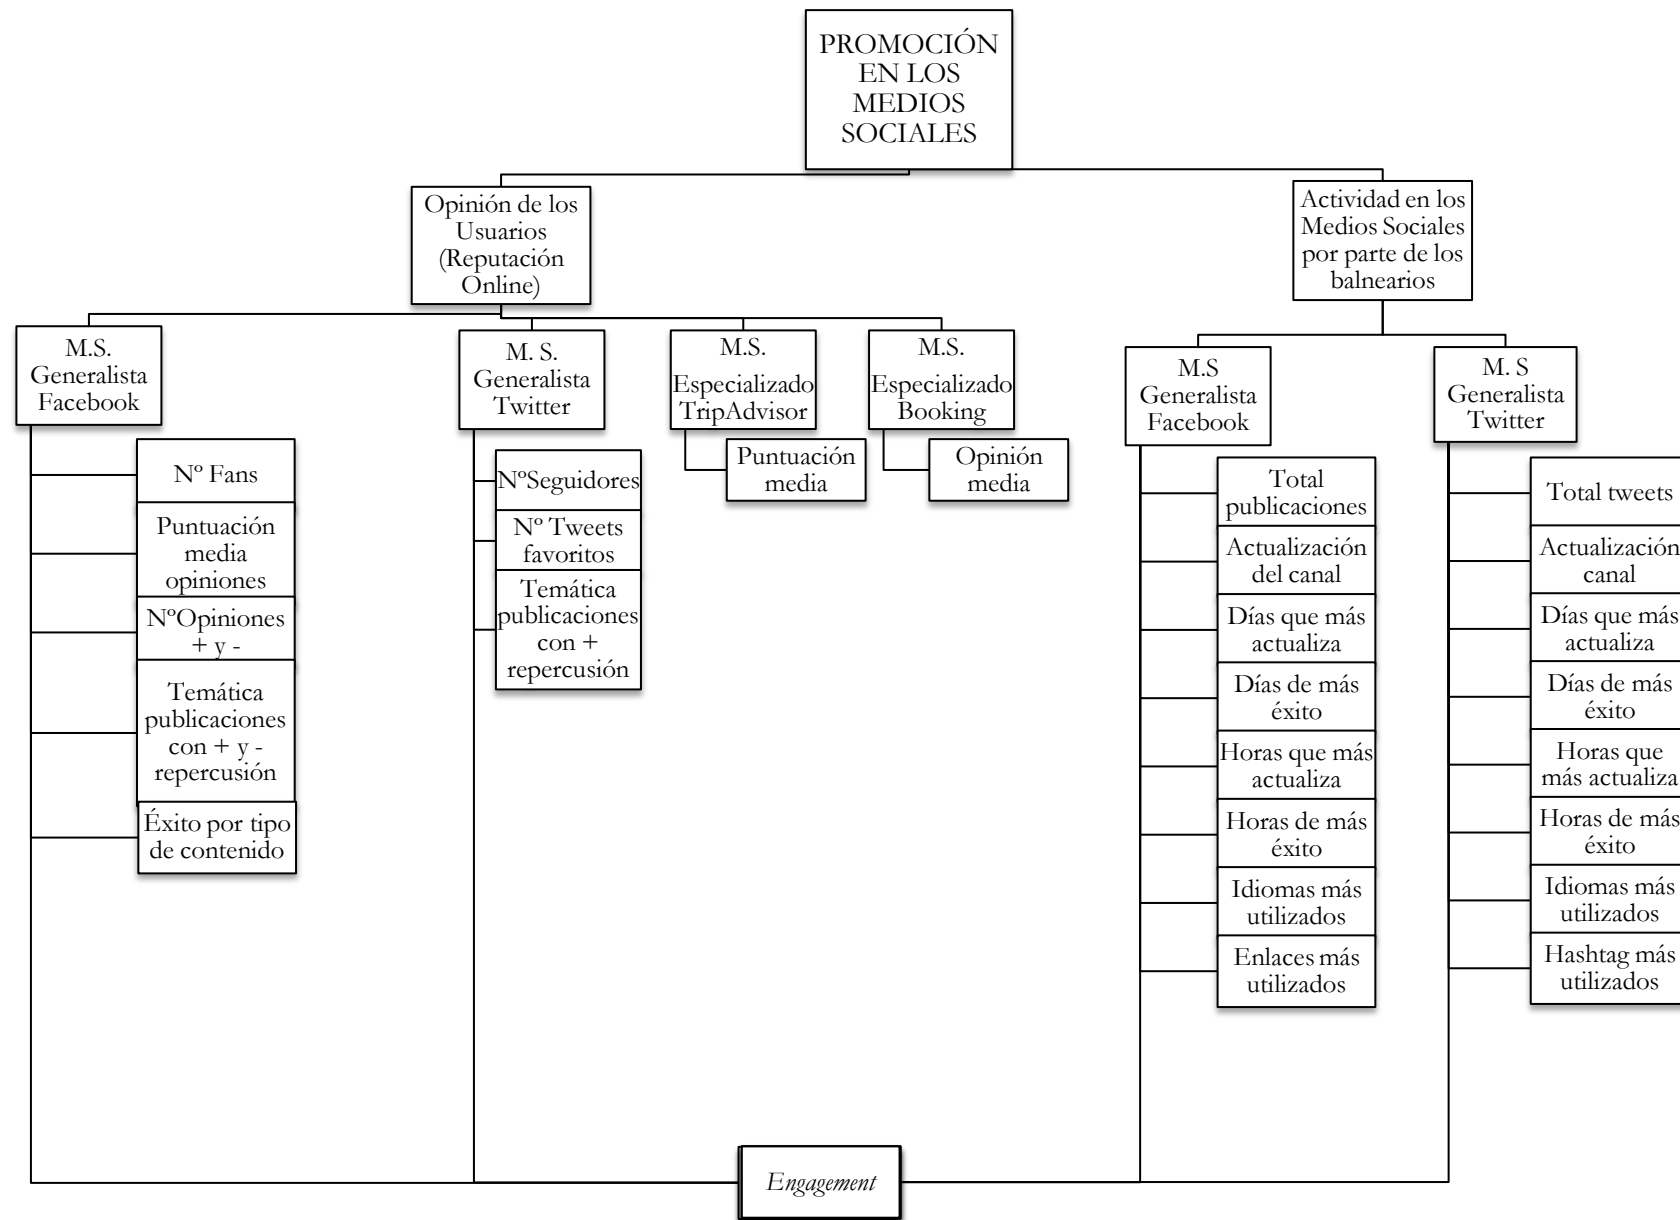 PROMOCIÓN
EN LOS
MEDIOS
SOCIALES
Opinión de los
Usuarios
(Reputación
Online)
Actividad en los
Medios Sociales
por parte de los
balnearios
M.S.
Generalista
Facebook
M. S.
Generalista
Twitter
M.S.
Especializado
TripAdvisor
M.S.
Especializado
Booking
M.S
Generalista
Facebook
M. S
Generalista
Twitter
Nº Fans
Puntuación
media
opiniones
NºOpiniones
+ y -
Temática
publicaciones
con + y -
repercusión
Éxito por tipo
de contenido
NºSeguidores
Nº Tweets
favoritos
Temática
publicaciones
con +
repercusión
Puntuación
media
Opinión
media
Total
publicaciones
Actualización
del canal
Días que más
actualiza
Días de más
éxito
Horas que más
actualiza
Horas de más
éxito
Idiomas más
utilizados
Enlaces más
utilizados
Total tweets
Actualización
canal
Días que más
actualiza
Días de más
éxito
Horas que
más actualiza
Horas de más
éxito
Idiomas más
utilizados
Hashtag más
utilizados
Engagement